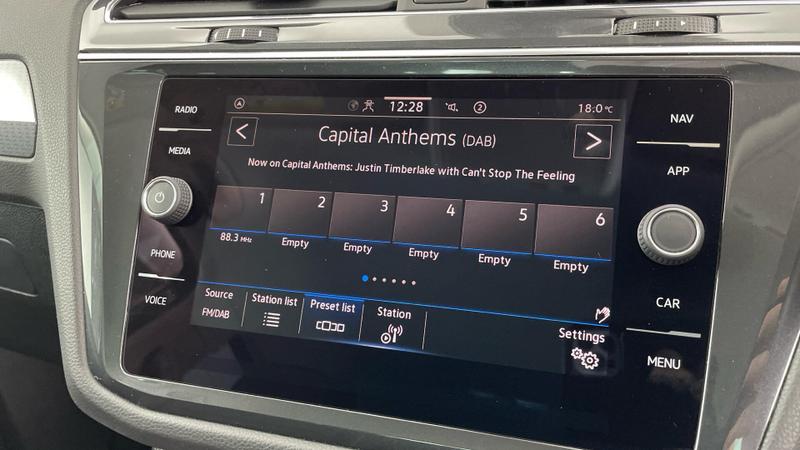 RADIO
MEDIA
PHONE
VOICE
12:28
2
18.0 °C
Capital Anthems (DAB)
Now on Capital Anthems: Justin Timberlake with Can't Stop The Feeling
1 2 3 4 5 6
88.3 MHz Empty Empty Empty Empty Empty
Source Station list Preset list Station
FM/DAB
Settings
NAV
APP
CAR
MENU